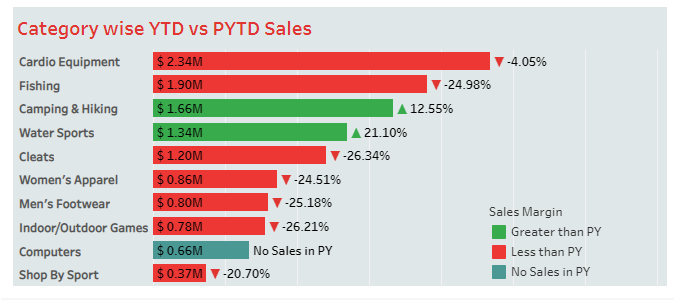 Category wise YTD vs PYTD Sales
Cardio Equipment $ 2.34M ▼ -4.05%
Fishing $ 1.90M ▼ -24.98%
Camping & Hiking $ 1.66M ▲ 12.55%
Water Sports $ 1.34M ▲ 21.10%
Cleats $ 1.20M ▼ -26.34%
Women's Apparel $ 0.86M ▼ -24.51%
Men's Footwear $ 0.80M ▼ -25.18%
Indoor/Outdoor Games $ 0.78M ▼ -26.21%
Computers $ 0.66M No Sales in PY
Shop By Sport $ 0.37M ▼ -20.70%
Sales Margin
Greater than PY
Less than PY
No Sales in PY